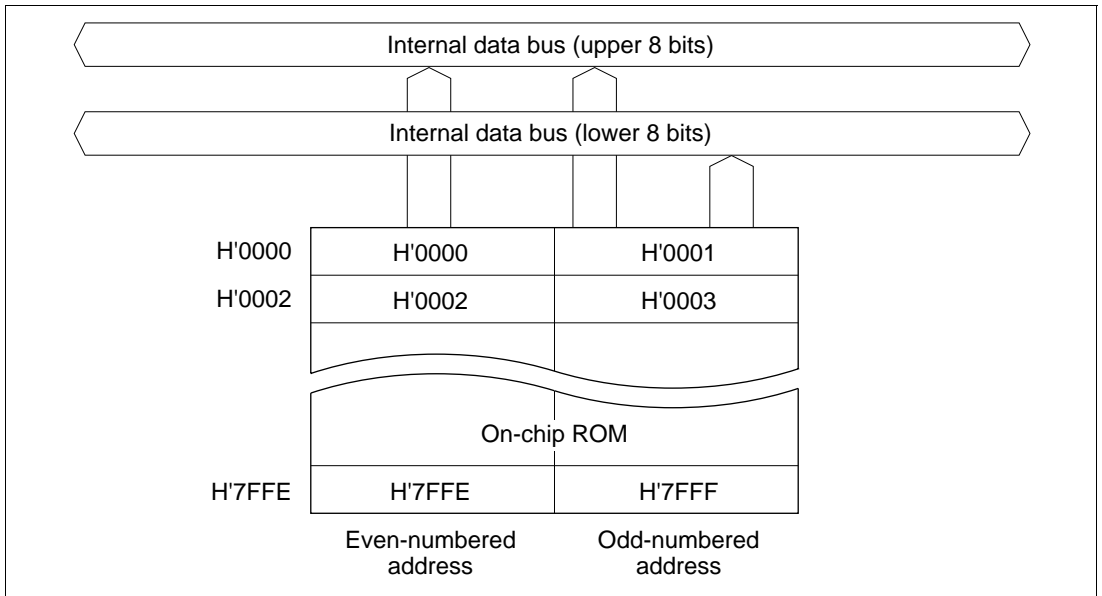 Internal data bus (upper 8 bits)
Internal data bus (lower 8 bits)
H'0000 H'0000 H'0001
H'0002 H'0002 H'0003
On-chip ROM
H'7FFE H'7FFE H'7FFF
Even-numbered Odd-numbered
address address